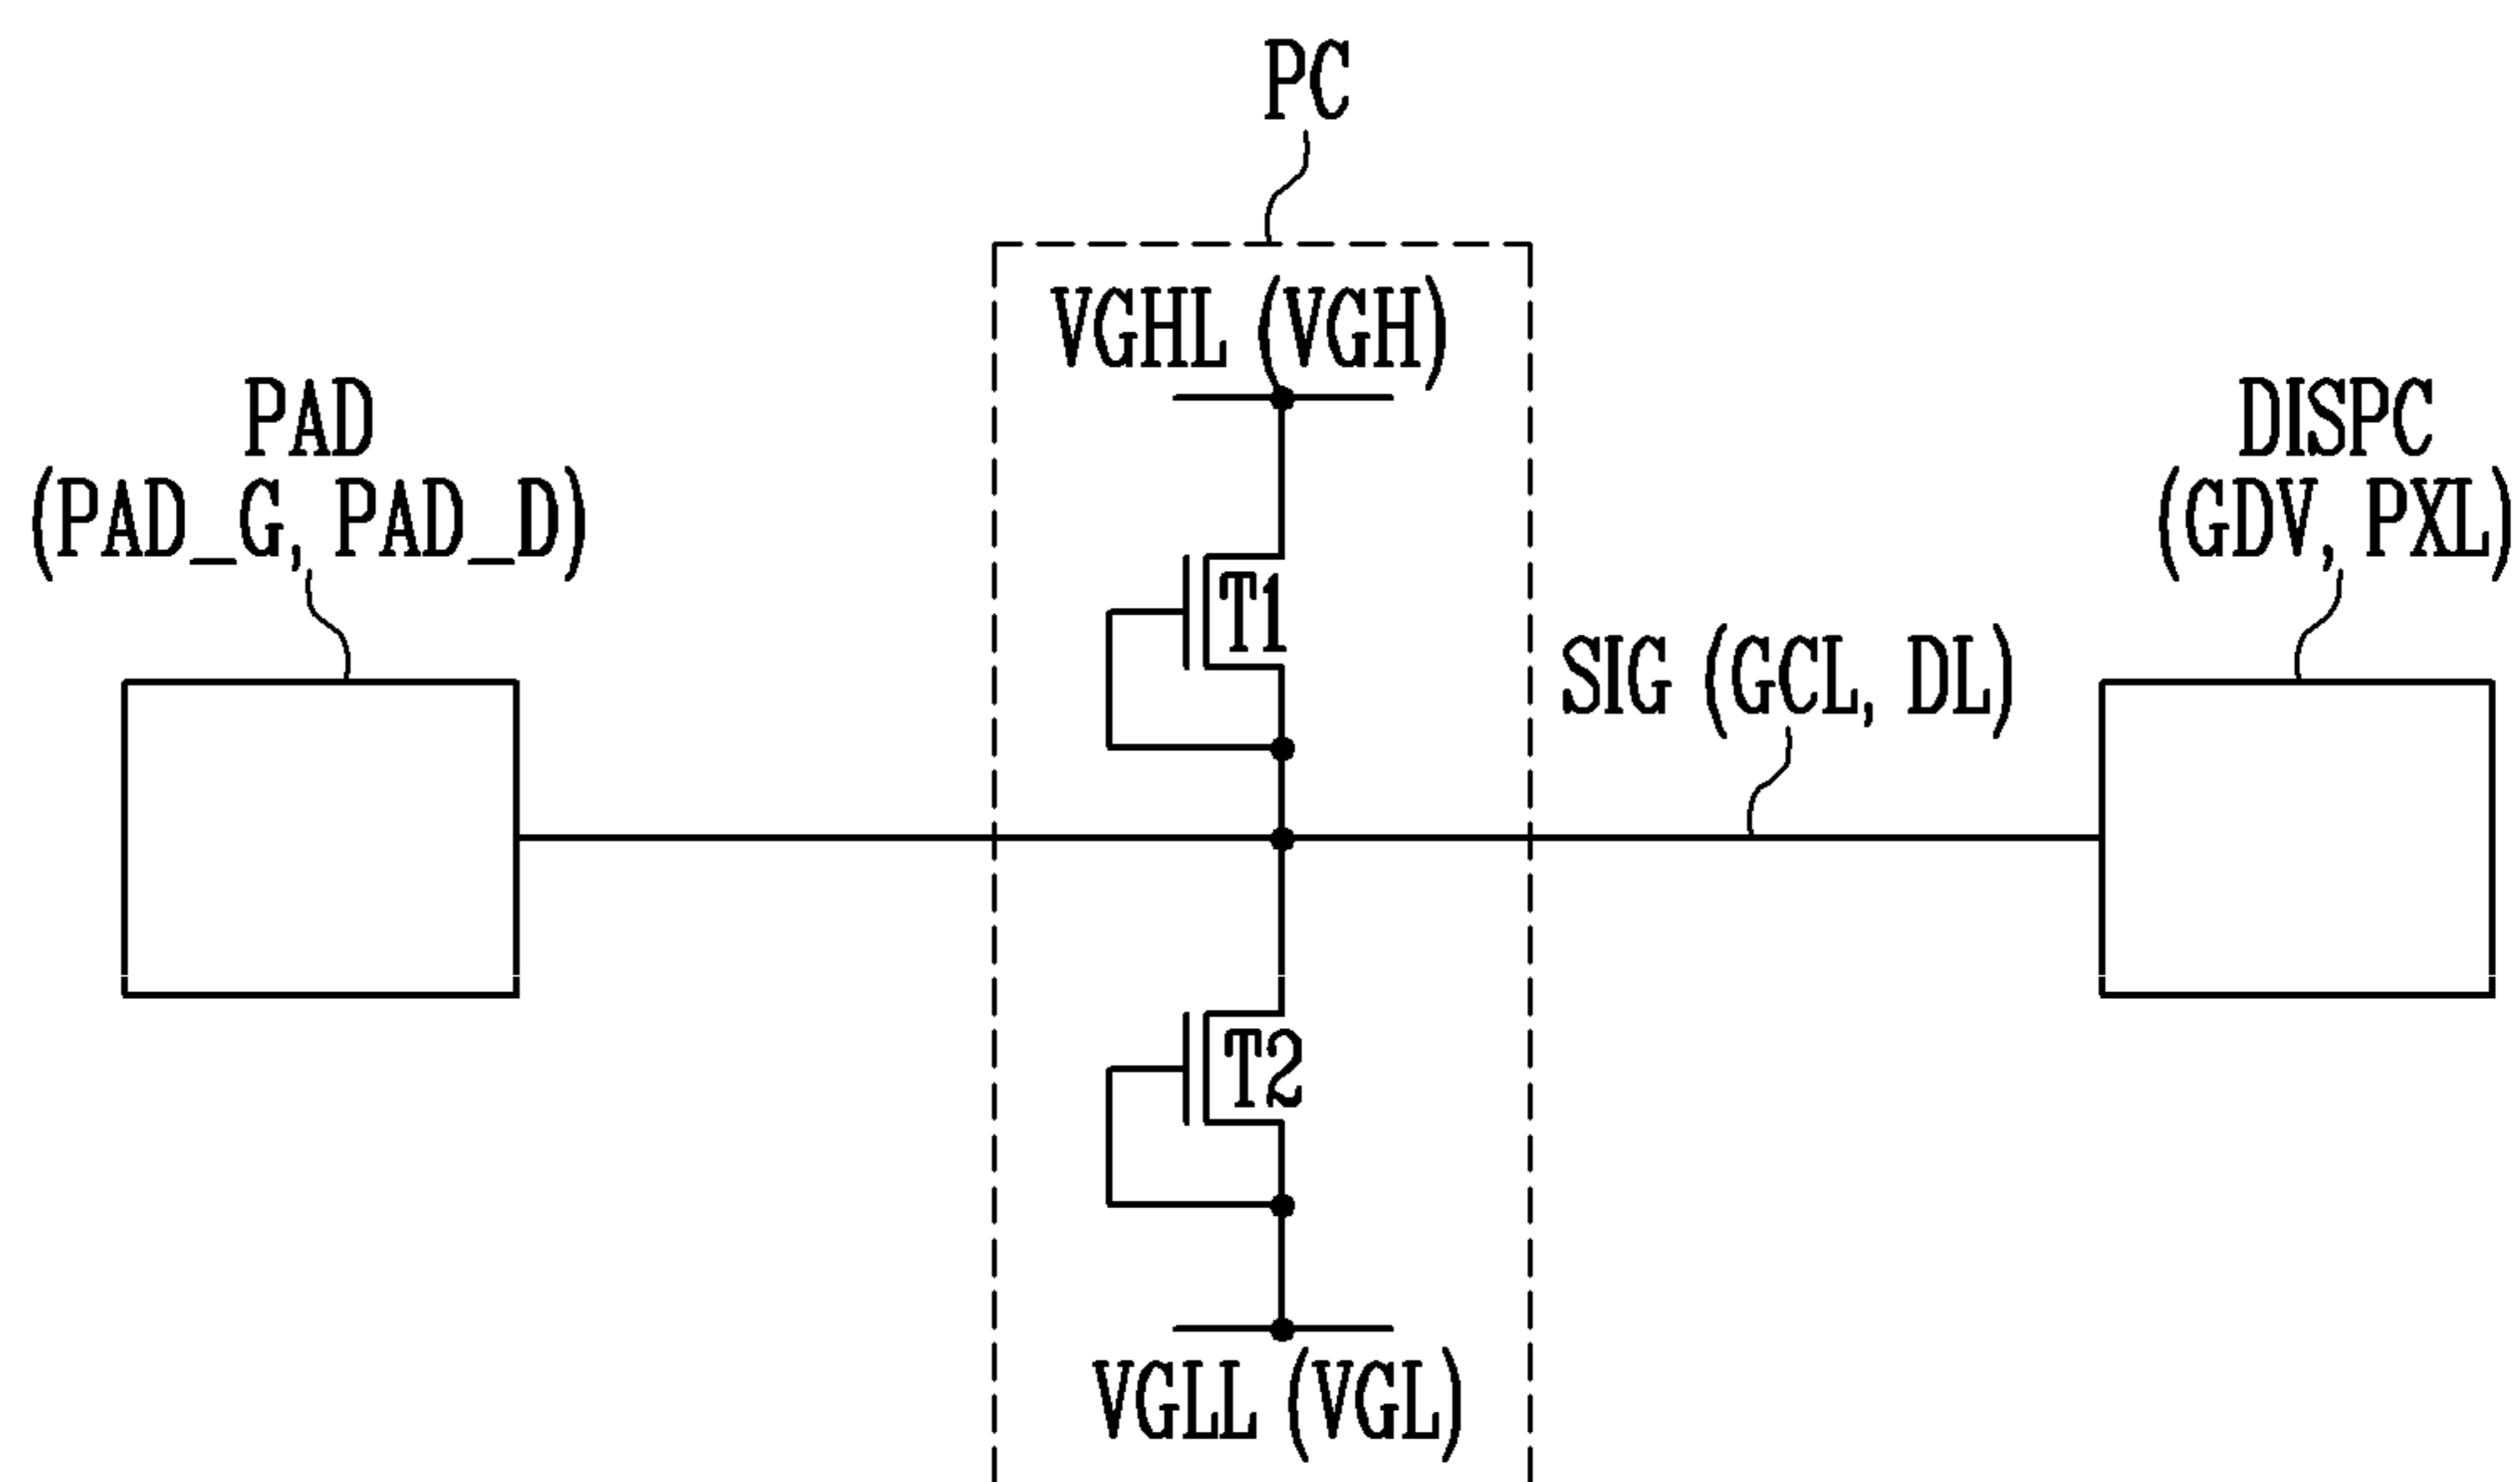 PC
VGHL (VGH)
PAD
(PAD_G, PAD_D)
DISPC
(GDV, PXL)
T1
SIG (GCL, DL)
T2
VGLL (VGL)